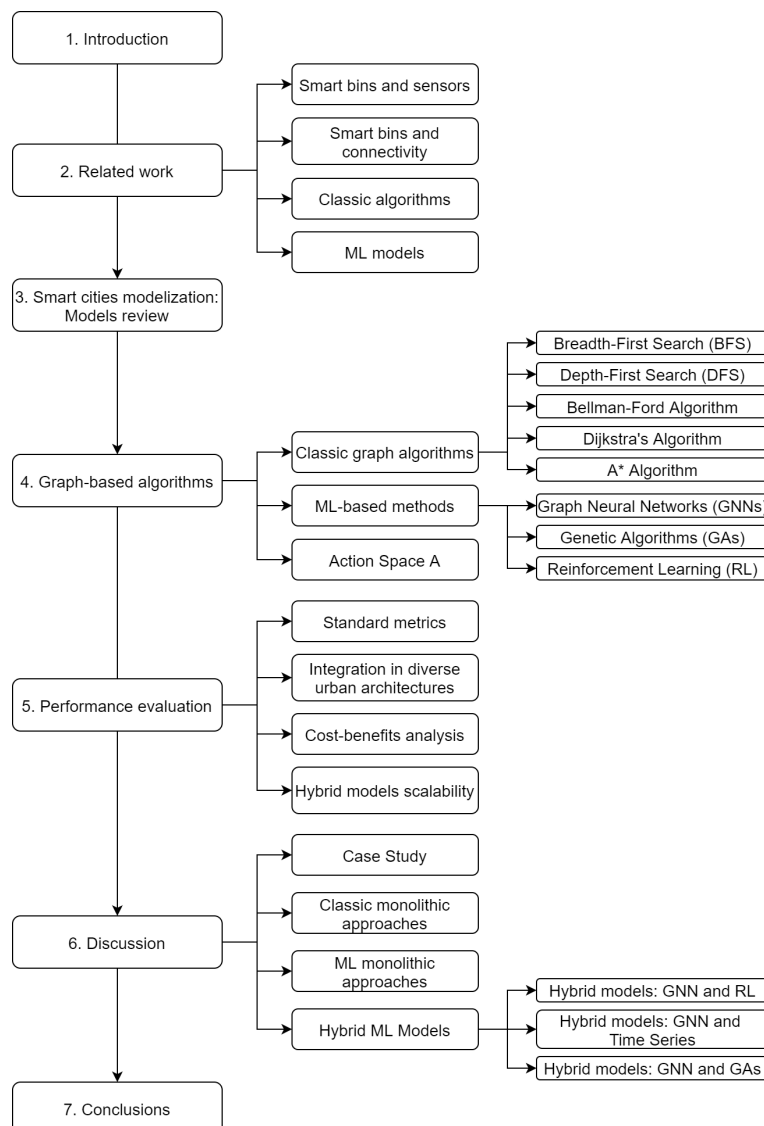 1. Introduction
Smart bins and sensors
Smart bins and
connectivity
2. Related work
Classic algorithms
ML models
3. Smart cities modelization:
Models review
Breadth-First Search (BFS)
Depth-First Search (DFS)
Bellman-Ford Algorithm
Dijkstra's Algorithm
A* Algorithm
Classic graph algorithms
4. Graph-based algorithms
ML-based methods
Graph Neural Networks (GNNs)
Genetic Algorithms (GAs)
Reinforcement Learning (RL)
Action Space A
Standard metrics
Integration in diverse
urban architectures
5. Performance evaluation
Cost-benefits analysis
Hybrid models scalability
Case Study
Classic monolithic
approaches
6. Discussion
ML monolithic
approaches
Hybrid ML Models
Hybrid models: GNN and RL
Hybrid models: GNN and
Time Series
Hybrid models: GNN and GAs
7. Conclusions